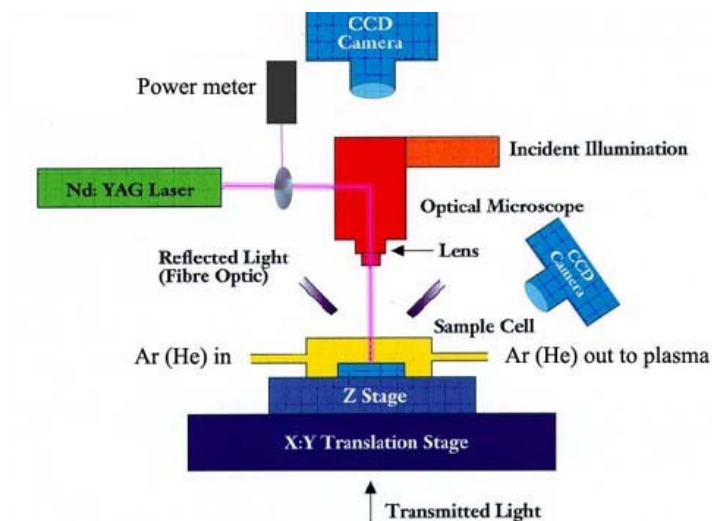 CCD
Camera
Power meter
Incident Illumination
Nd: YAG Laser
Optical Microscope
Reflected Light
(Fibre Optic)
Lens
CCD
Camera
Sample Cell
Ar (He) in
Ar (He) out to plasma
Z Stage
X:Y Translation Stage
Transmitted Light